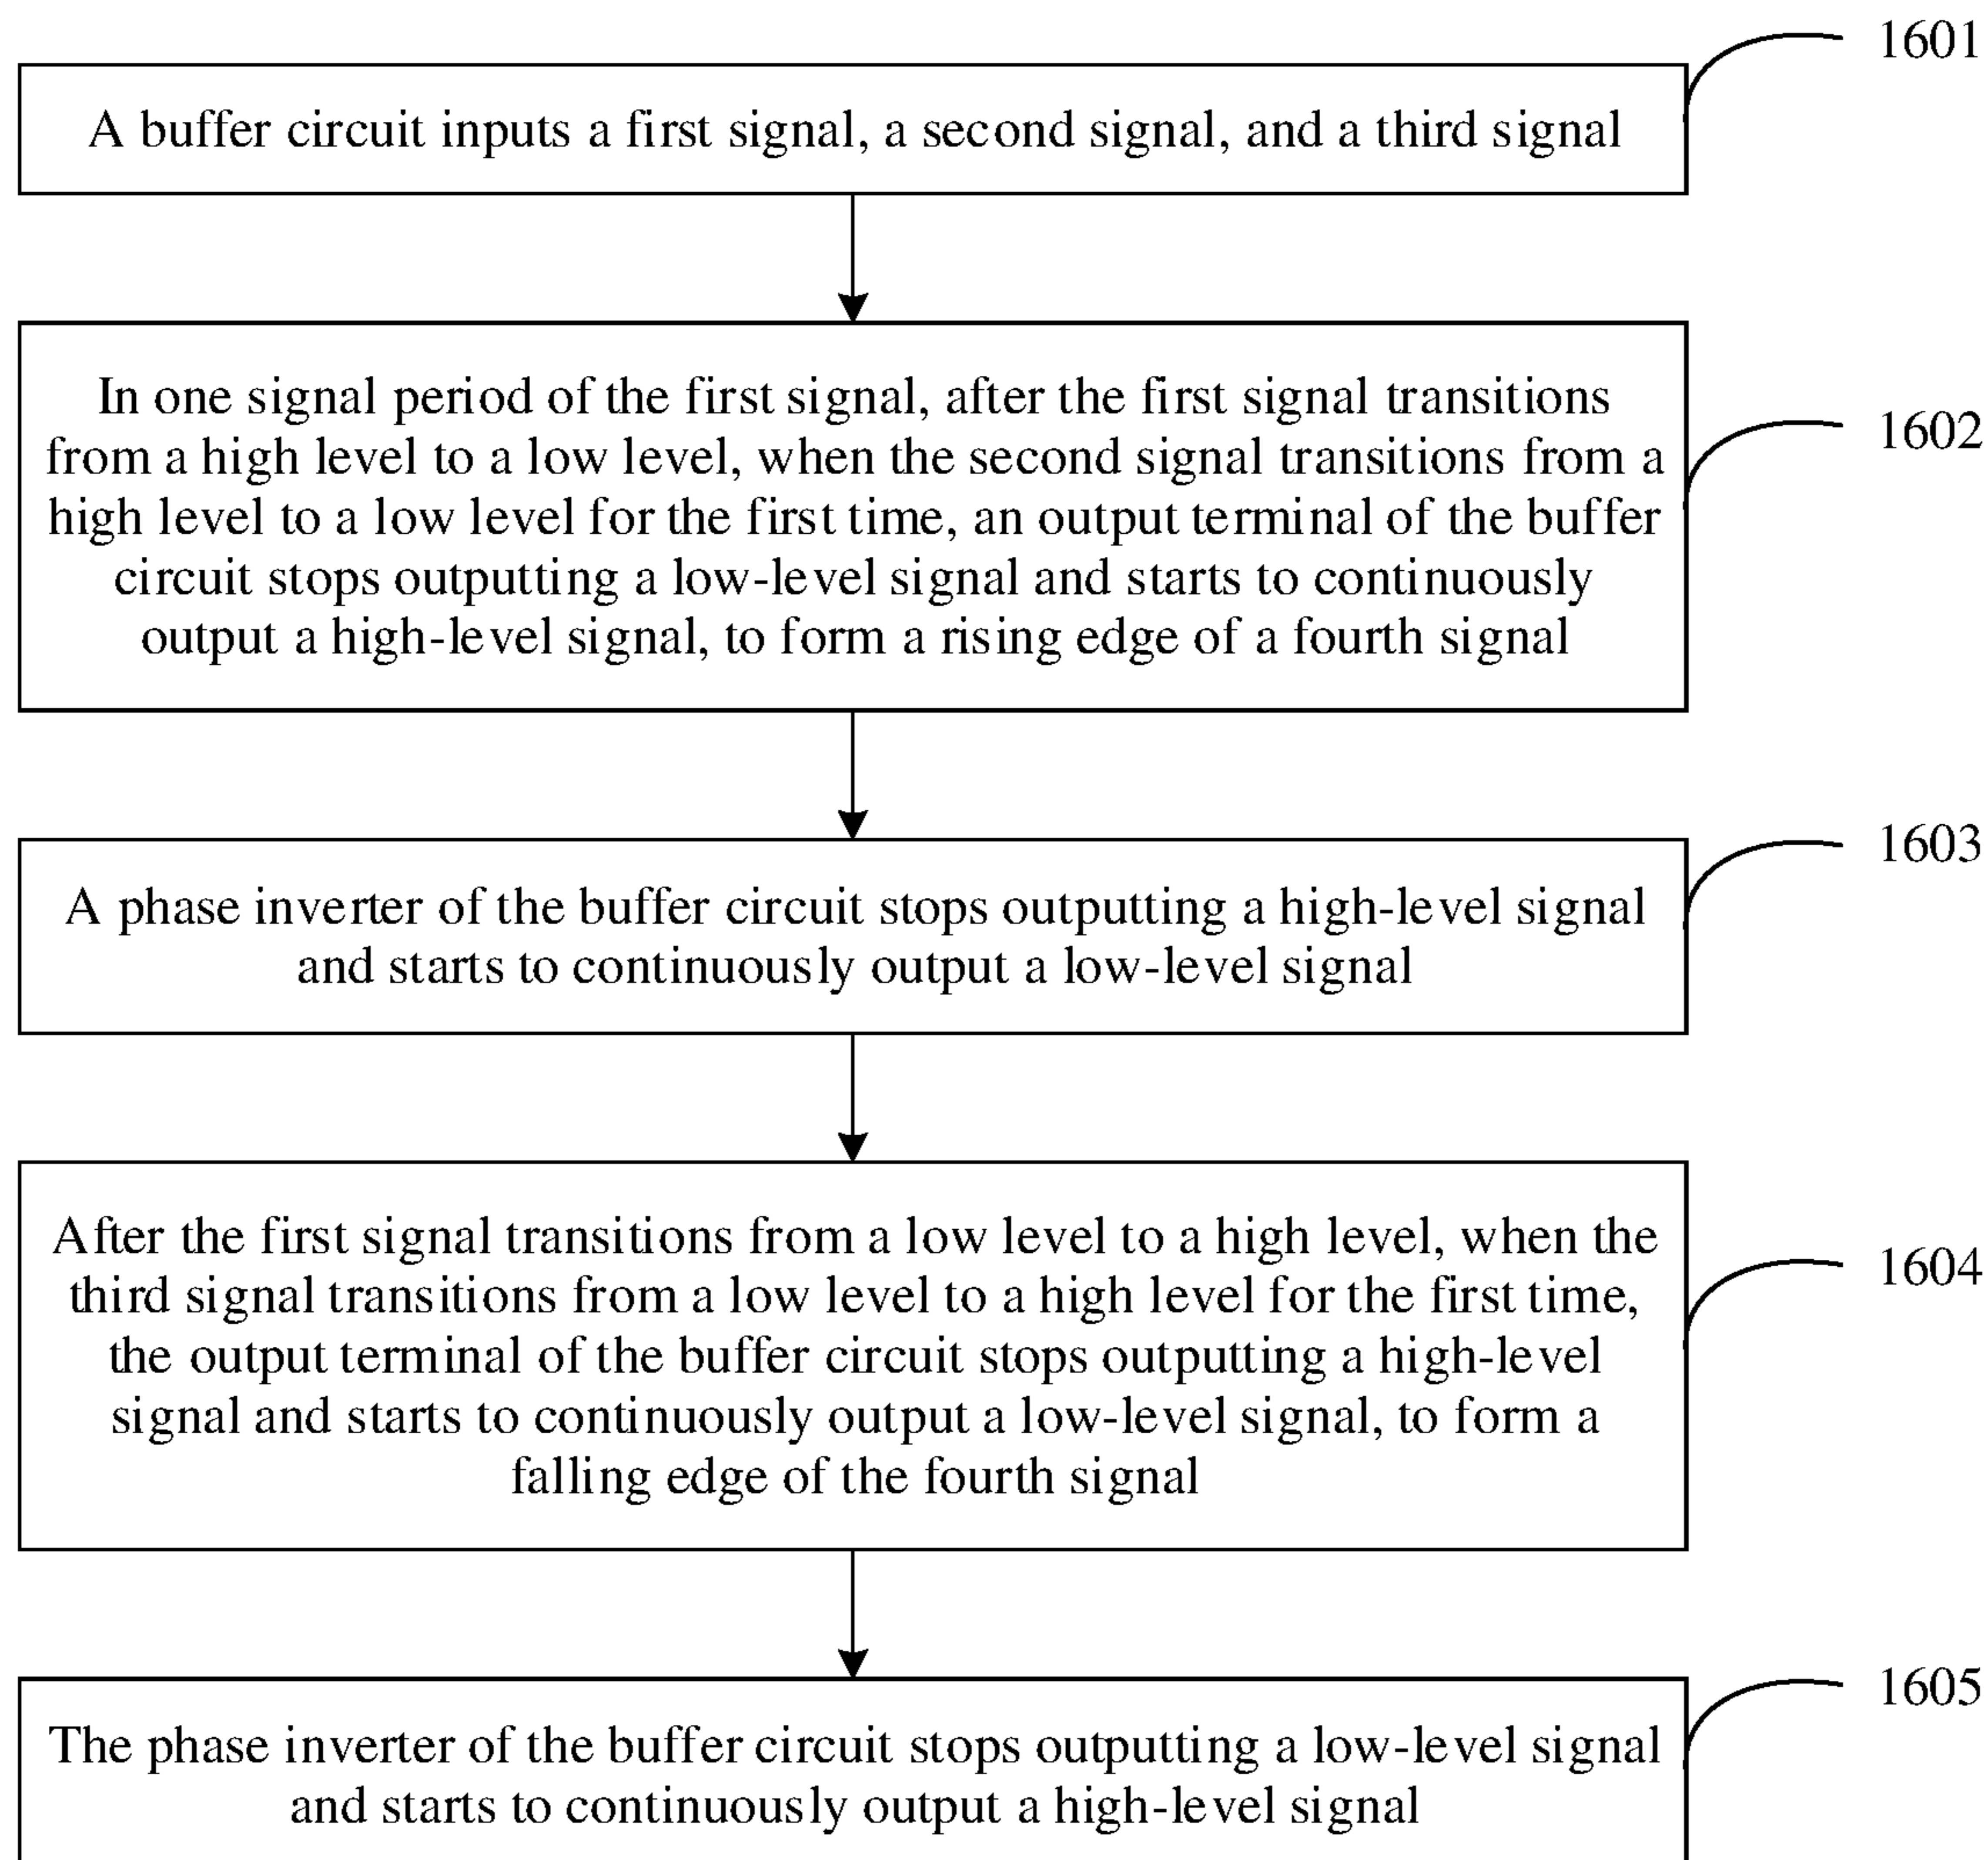 1601
A buffer circuit inputs a first signal, a second signal, and a third signal
In one signal period of the first signal, after the first signal transitions
from a high level to a low level, when the second signal transitions from a
high level to a low level for the first time, an output terminal of the buffer
circuit stops outputting a low-level signal and starts to continuously
output a high-level signal, to form a rising edge of a fourth signal
1602
A phase inverter of the buffer circuit stops outputting a high-level signal
and starts to continuously output a low-level signal
1603
After the first signal transitions from a low level to a high level, when the
third signal transitions from a low level to a high level for the first time,
the output terminal of the buffer circuit stops outputting a high-level
signal and starts to continuously output a low-level signal, to form a
falling edge of the fourth signal
1604
The phase inverter of the buffer circuit stops outputting a low-level signal
and starts to continuously output a high-level signal
1605